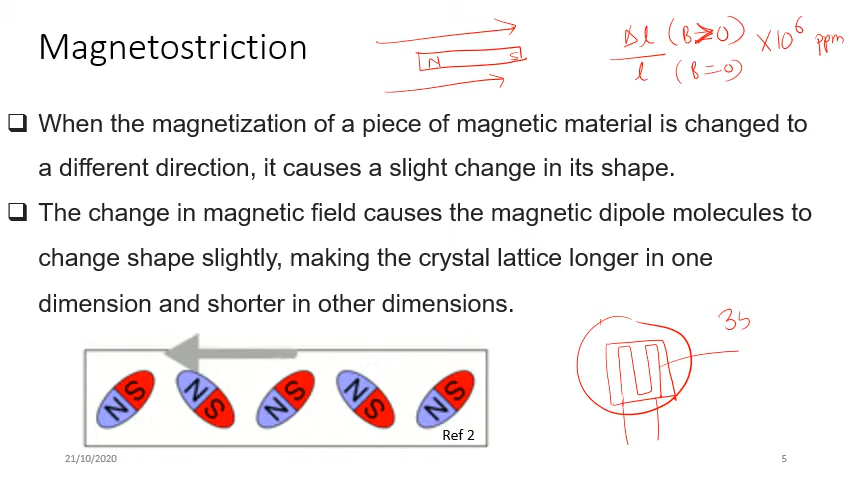 Magnetostriction
N S
Δl (B≥0) × 10⁶ ppm
l (B=0)
❑ When the magnetization of a piece of magnetic material is changed to
a different direction, it causes a slight change in its shape.
❑ The change in magnetic field causes the magnetic dipole molecules to
change shape slightly, making the crystal lattice longer in one
dimension and shorter in other dimensions.
N S N S N S N S N S
Ref 2
21/10/2020
5